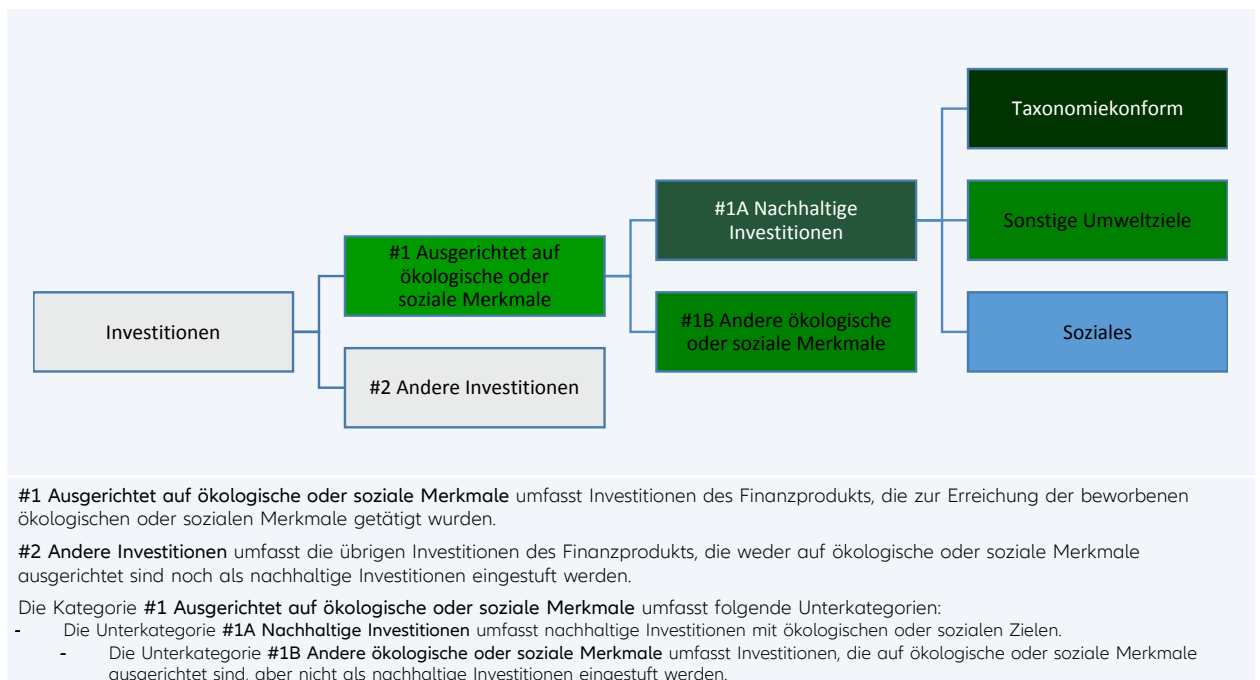 Taxonomiekonform
#1A Nachhaltige
Investitionen
Sonstige Umweltziele
#1 Ausgerichtet auf
ökologische oder
soziale Merkmale
#1B Andere ökologische
oder soziale Merkmale
Investitionen
Soziales
#2 Andere Investitionen
#1 Ausgerichtet auf ökologische oder soziale Merkmale umfasst Investitionen des Finanzprodukts, die zur Erreichung der beworbenen
ökologischen oder sozialen Merkmale getätigt wurden.
#2 Andere Investitionen umfasst die übrigen Investitionen des Finanzprodukts, die weder auf ökologische oder soziale Merkmale
ausgerichtet sind noch als nachhaltige Investitionen eingestuft werden.
Die Kategorie #1 Ausgerichtet auf ökologische oder soziale Merkmale umfasst folgende Unterkategorien:
- Die Unterkategorie #1A Nachhaltige Investitionen umfasst nachhaltige Investitionen mit ökologischen oder sozialen Zielen.
- Die Unterkategorie #1B Andere ökologische oder soziale Merkmale umfasst Investitionen, die auf ökologische oder soziale Merkmale
ausgerichtet sind, aber nicht als nachhaltige Investitionen eingestuft werden.